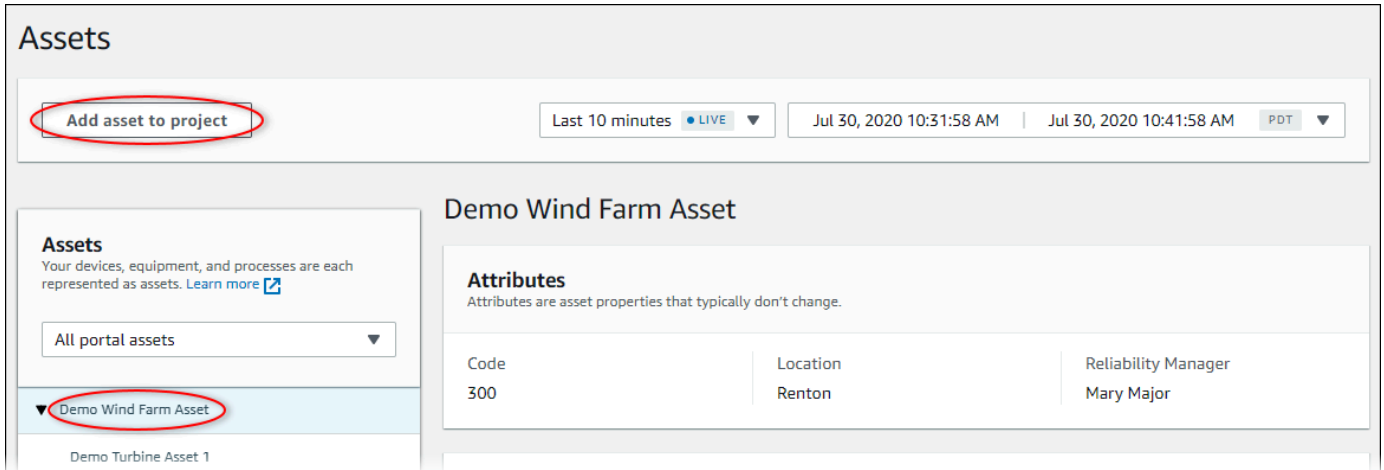 Assets
Add asset to project
Last 10 minutes LIVE
Jul 30, 2020 10:31:58 AM
Jul 30, 2020 10:41:58 AM PDT
Assets
Your devices, equipment, and processes are each
represented as assets. Learn more
All portal assets
Demo Wind Farm Asset
Demo Turbine Asset 1
Demo Wind Farm Asset
Attributes
Attributes are asset properties that typically don't change.
Code
300
Location
Renton
Reliability Manager
Mary Major